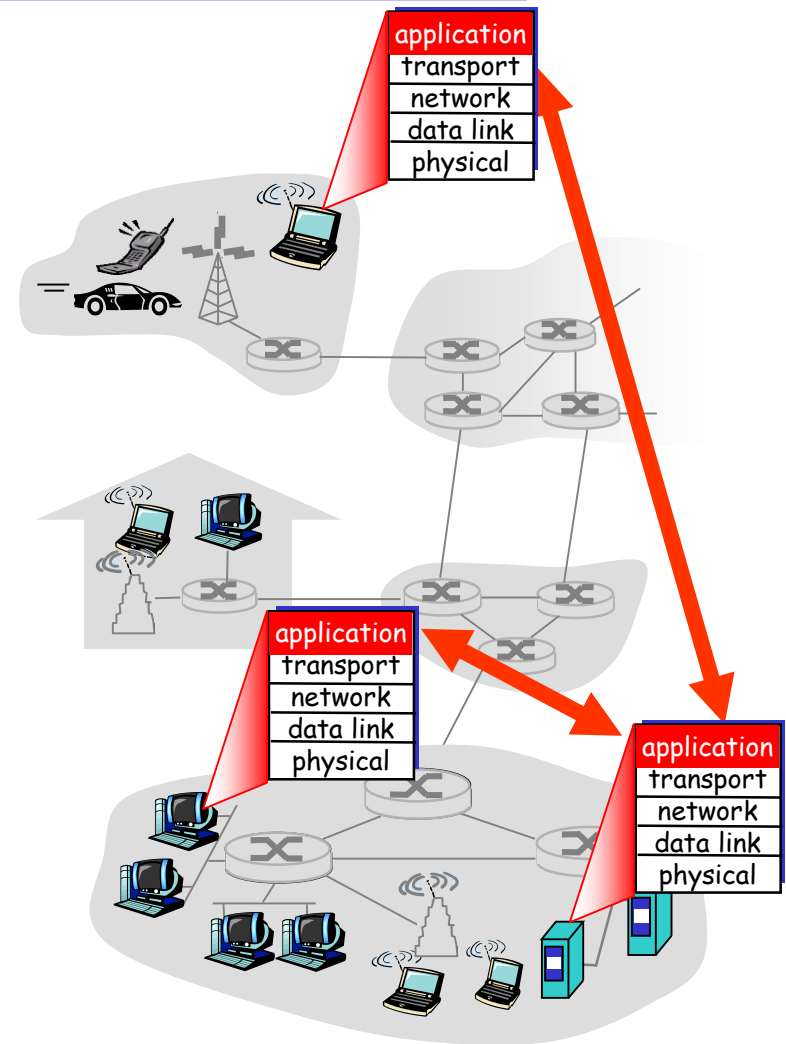 application
transport
network
data link
physical
application
transport
network
data link
physical
application
transport
network
data link
physical